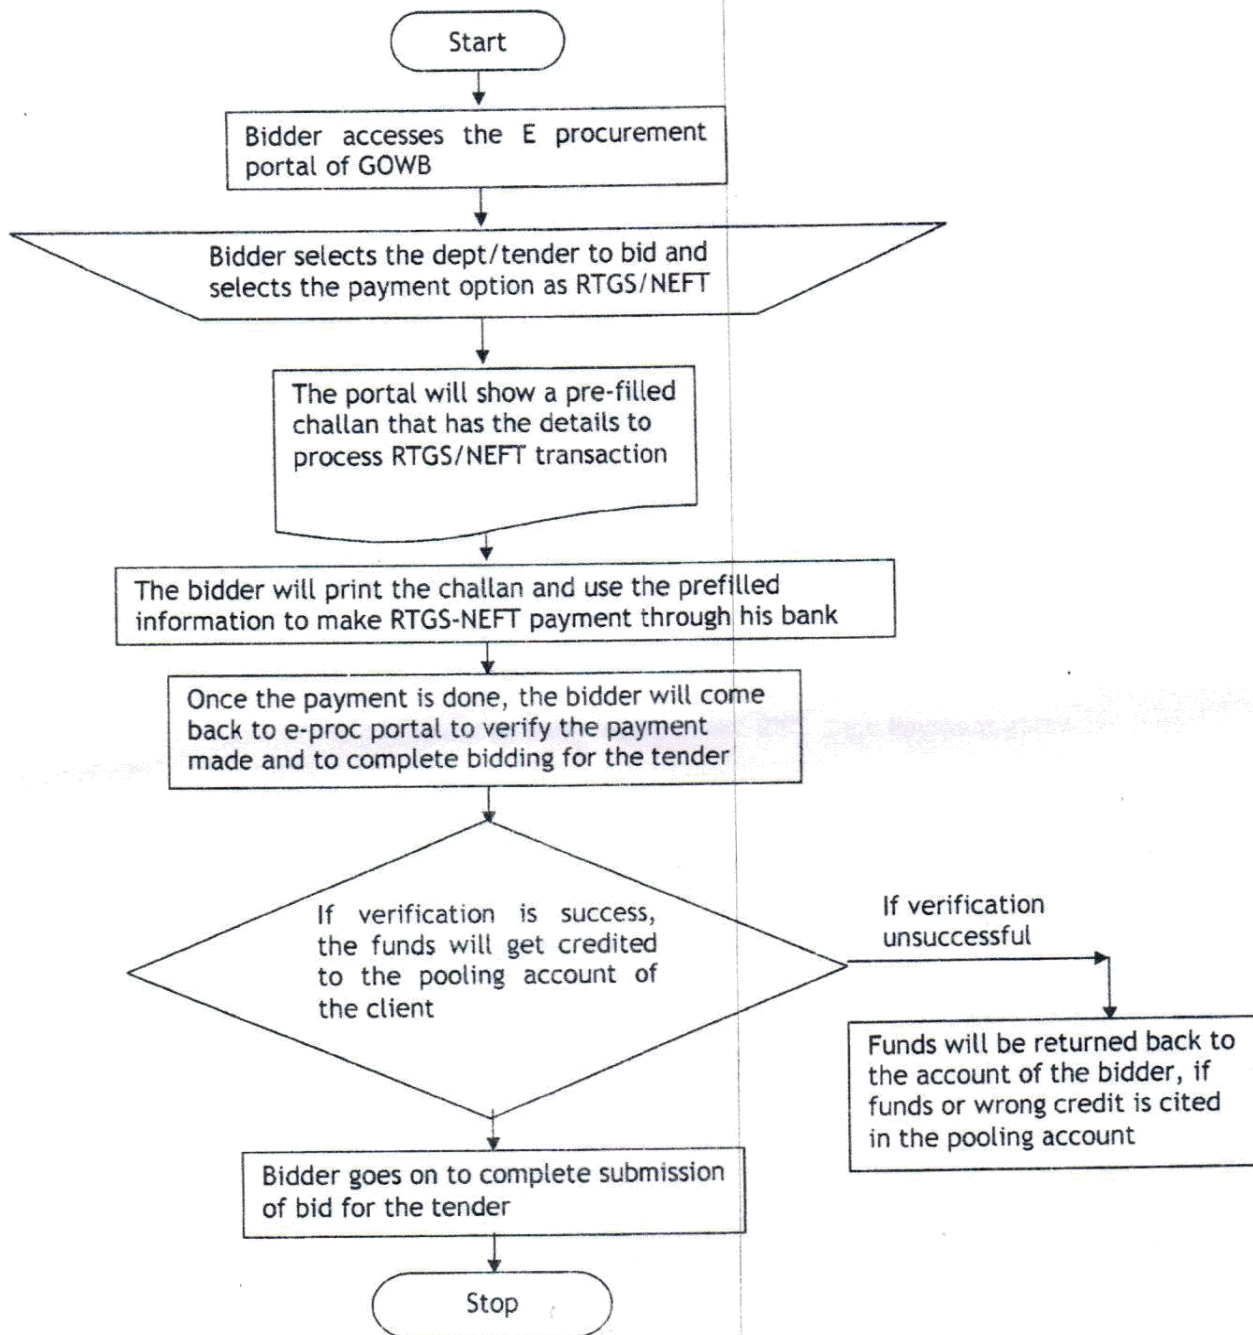 Start
Bidder accesses the E procurement
portal of GOWB
Bidder selects the dept/tender to bid and
selects the payment option as RTGS/NEFT
The portal will show a pre-filled
challan that has the details to
process RTGS/NEFT transaction
The bidder will print the challan and use the prefilled
information to make RTGS-NEFT payment through his bank
Once the payment is done, the bidder will come
back to e-proc portal to verify the payment
made and to complete bidding for the tender
If verification is success,
the funds will get credited
to the pooling account of
the client
If verification
unsuccessful
Funds will be returned back to
the account of the bidder, if
funds or wrong credit is cited
in the pooling account
Bidder goes on to complete submission
of bid for the tender
Stop